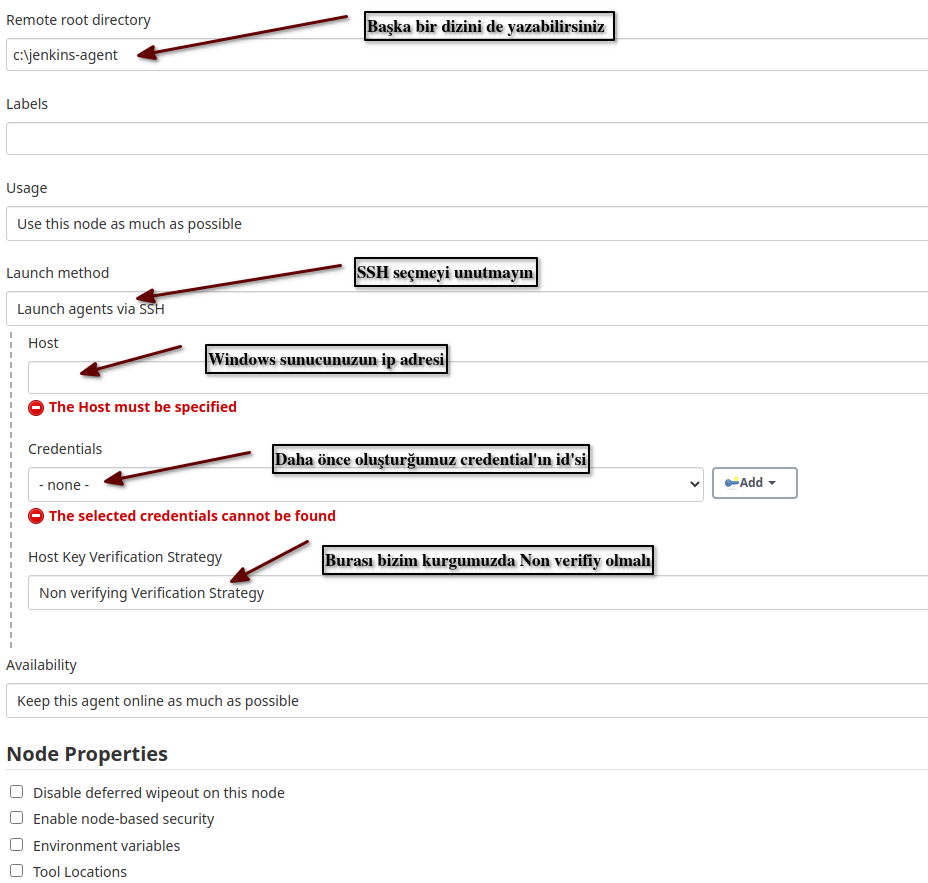 Remote root directory
Başka bir dizini de yazabilirsiniz
c:\jenkins-agent
Labels
Usage
Use this node as much as possible
Launch method
SSH seçmeyi unutmayın
Launch agents via SSH
Host
Windows sunucunuzun ip adresi
The Host must be specified
Credentials
Daha önce oluşturğumuz credential'ın id'si
- none -
Add
The selected credentials cannot be found
Host Key Verification Strategy
Burası bizim kurgumuzda Non verifiy olmalı
Non verifying Verification Strategy
Availability
Keep this agent online as much as possible
Node Properties
Disable deferred wipeout on this node
Enable node-based security
Environment variables
Tool Locations